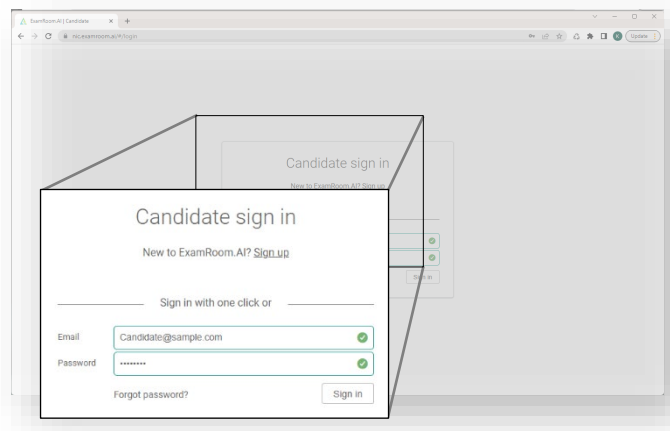 ExamRoom.AI | Candidate
nic.examroom.ai/#/login
K
Update
Candidate sign in
New to ExamRoom.AI? Sign up
Sign in
Candidate sign in
New to ExamRoom.AI? Sign up
Sign in with one click or
Email
Candidate@sample.com
Password
Forgot password?
Sign in